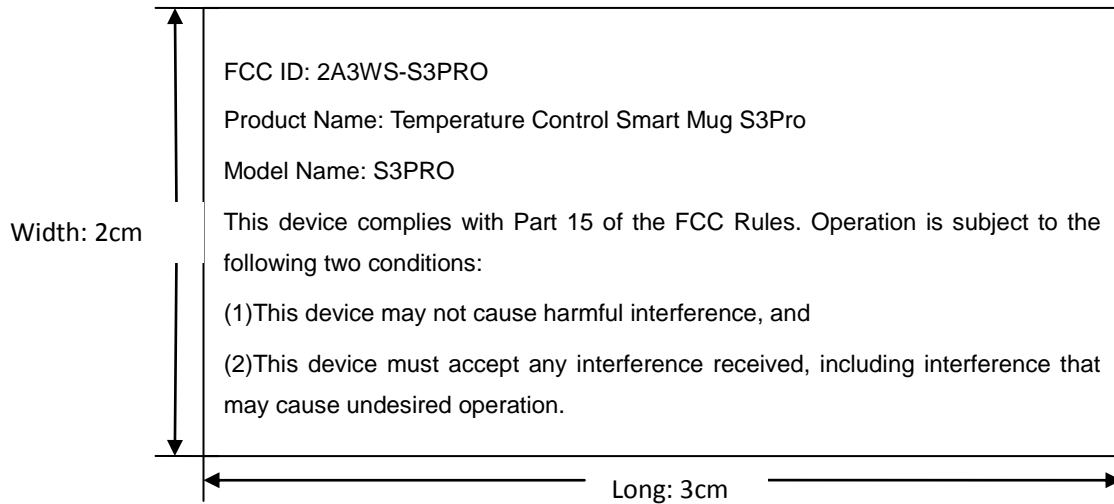 FCC ID: 2A3WS-S3PRO
Product Name: Temperature Control Smart Mug S3Pro
Model Name: S3PRO
Width: 2cm
This device complies with Part 15 of the FCC Rules. Operation is subject to the
following two conditions:
(1)This device may not cause harmful interference, and
(2)This device must accept any interference received, including interference that
may cause undesired operation.
Long: 3cm